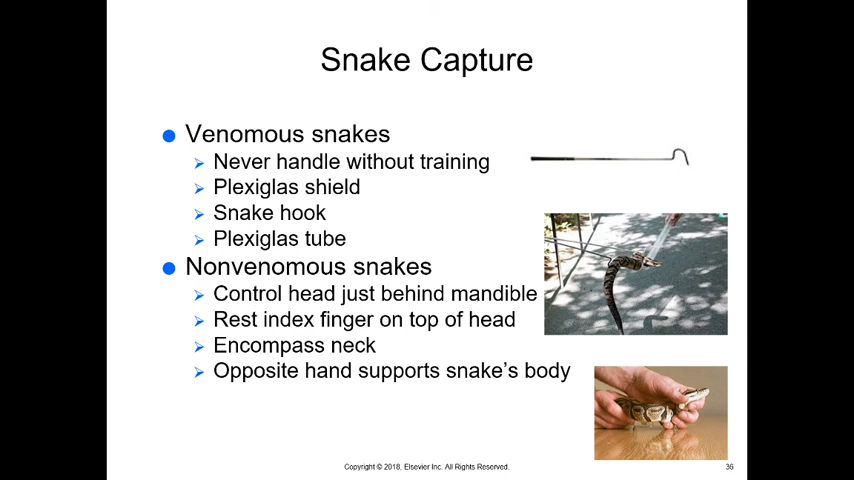 Snake Capture
Venomous snakes
Never handle without training
Plexiglas shield
Snake hook
Plexiglas tube
Nonvenomous snakes
Control head just behind mandible
Rest index finger on top of head
Encompass neck
Opposite hand supports snake's body
Copyright © 2018, Elsevier Inc. All Rights Reserved.
36